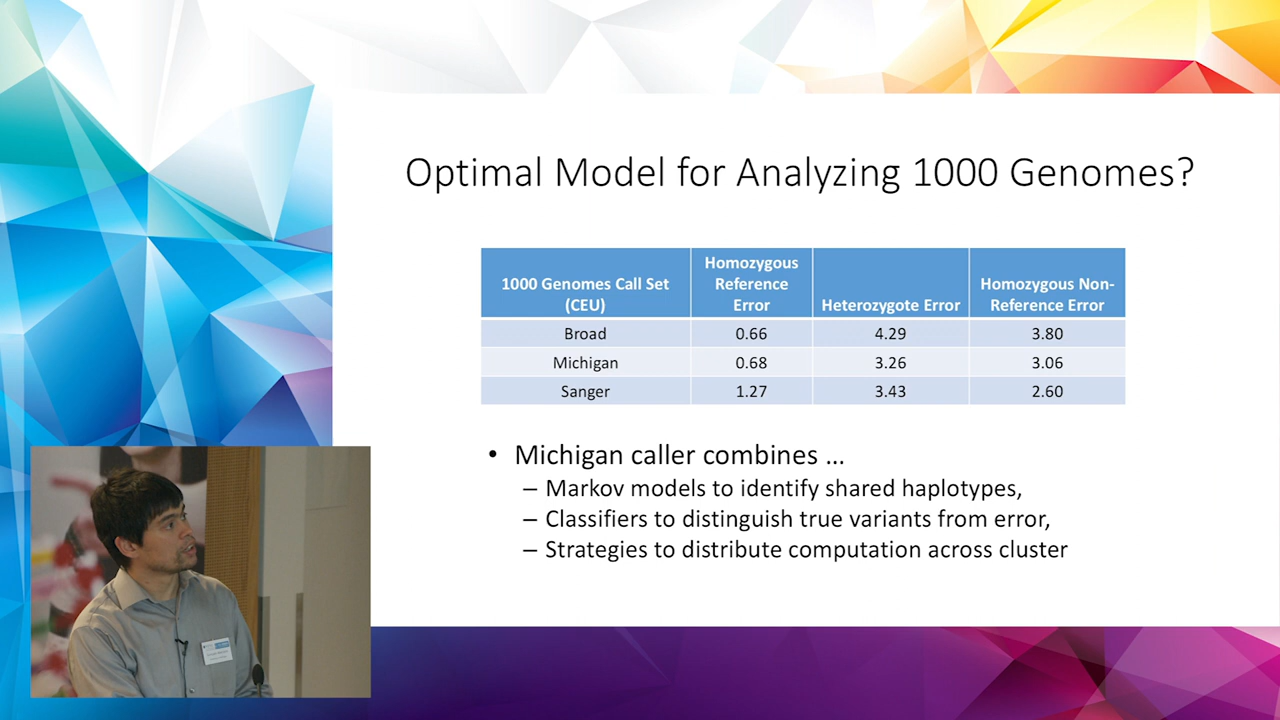 Optimal Model for Analyzing 1000 Genomes?
1000 Genomes Call Set
(CEU)
Homozygous
Reference
Error
Heterozygote Error
Homozygous Non-
Reference Error
Broad 0.66 4.29 3.80
Michigan 0.68 3.26 3.06
Sanger 1.27 3.43 2.60
• Michigan caller combines …
– Markov models to identify shared haplotypes,
– Classifiers to distinguish true variants from error,
– Strategies to distribute computation across cluster